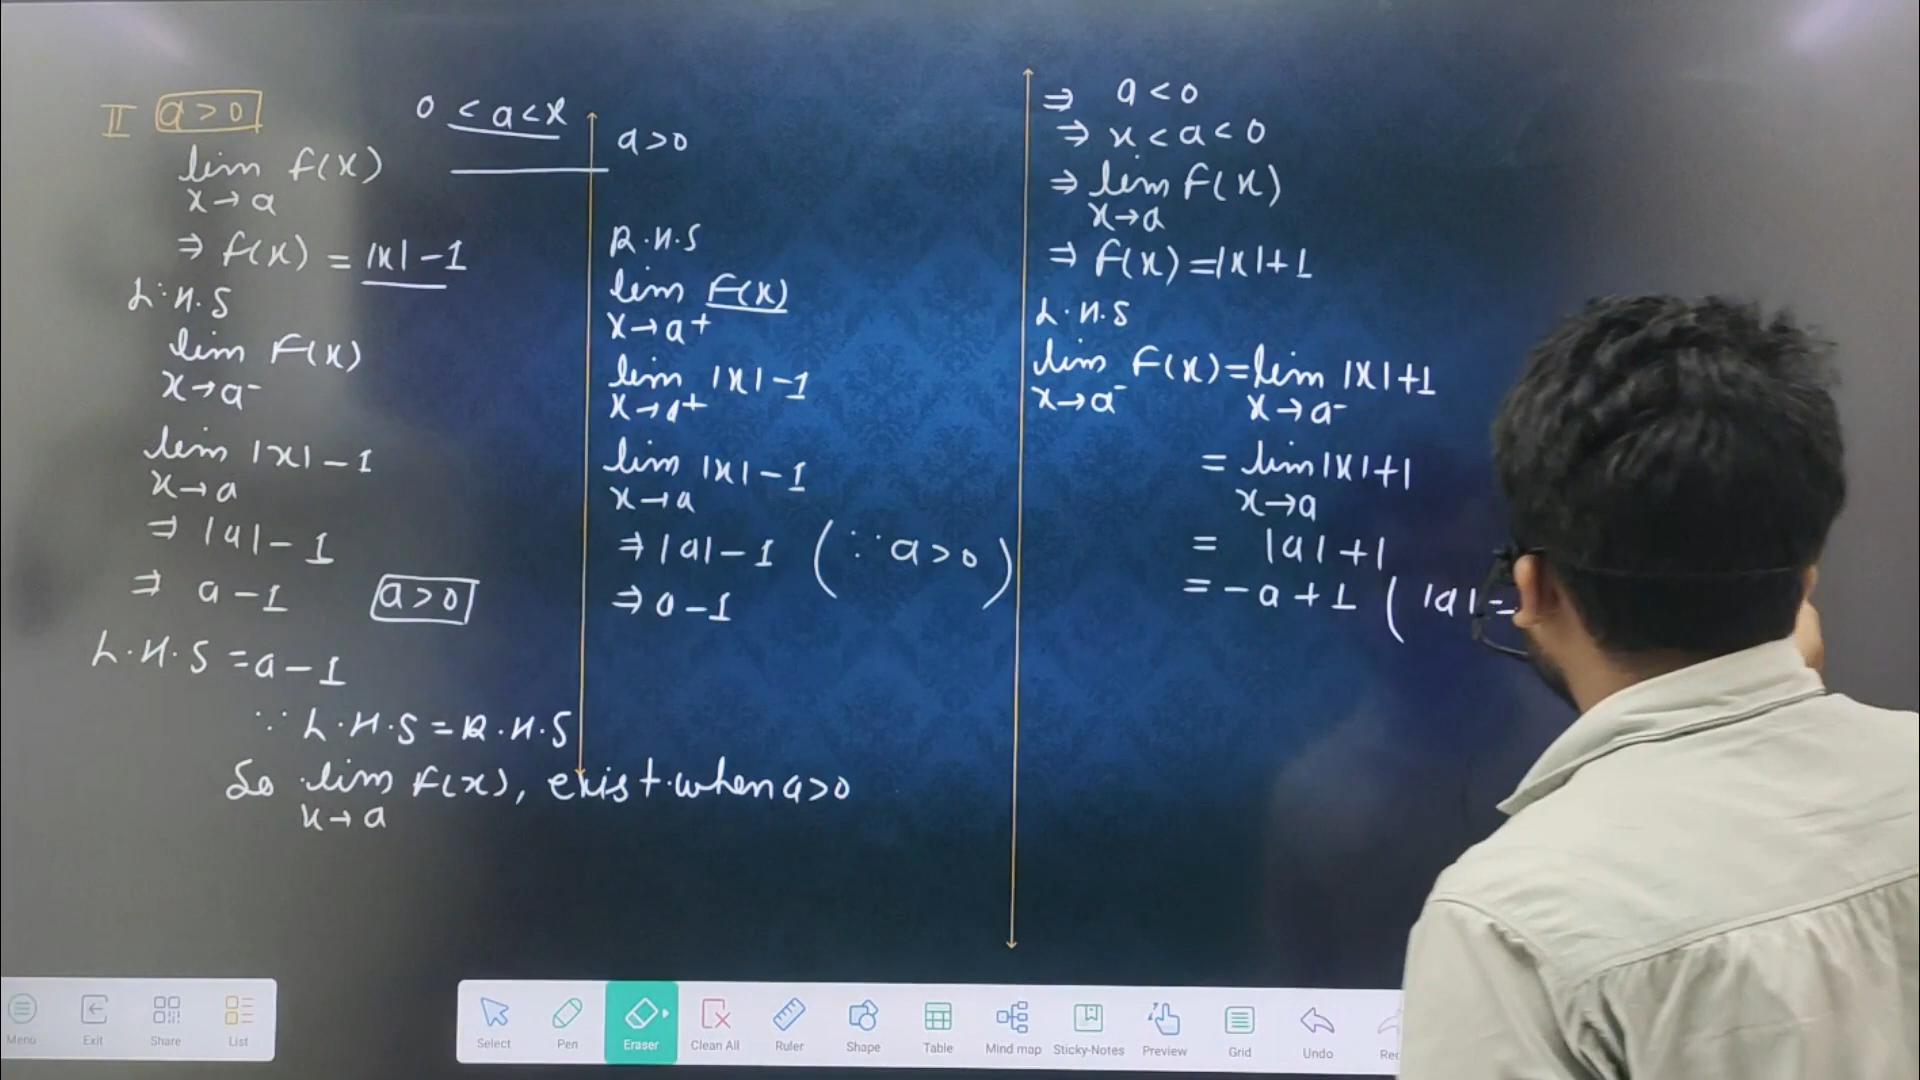 II a > 0
0 < a < x
lim f(x)
x → a
⇒ f(x) = |x| - 1
L.H.S
lim F(x)
x → a⁻
lim |x| - 1
x → a
⇒ |a| - 1
⇒ a - 1   a > 0
L.H.S = a - 1
∵ L.H.S = R.H.S
So lim F(x), exist when a > 0
x → a
a > 0
R.H.S
lim F(x)
x → a⁺
lim |x| - 1
x → a⁺
lim |x| - 1
x → a
⇒ |a| - 1 (∵ a > 0)
⇒ a - 1
⇒ a < 0
⇒ x < a < 0
⇒ lim F(x)
x → a
⇒ F(x) = |x| + 1
L.H.S
lim F(x) = lim |x| + 1
x → a⁻ x → a⁻
= lim |x| + 1
x → a
= |a| + 1
= -a + 1 ( |a| =
Menu Exit Share List
Select Pen Eraser Clean All Ruler Shape Table Mind map Sticky-Notes Preview Grid Undo